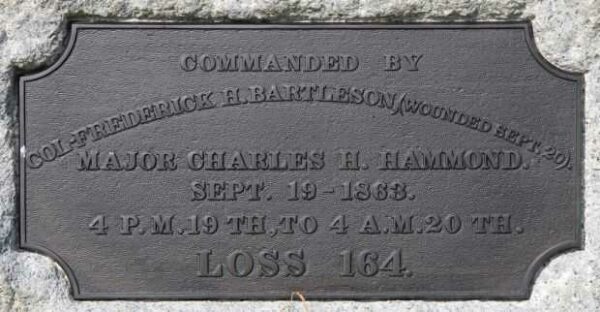 COMMANDED BY
COL. FREDERICK H. BARTLESON, (WOUNDED SEPT. 20).
MAJOR CHARLES H. HAMMOND.
SEPT. 19-1863.
4 P.M. 19 TH, TO 4 A.M. 20 TH.
LOSS 164.